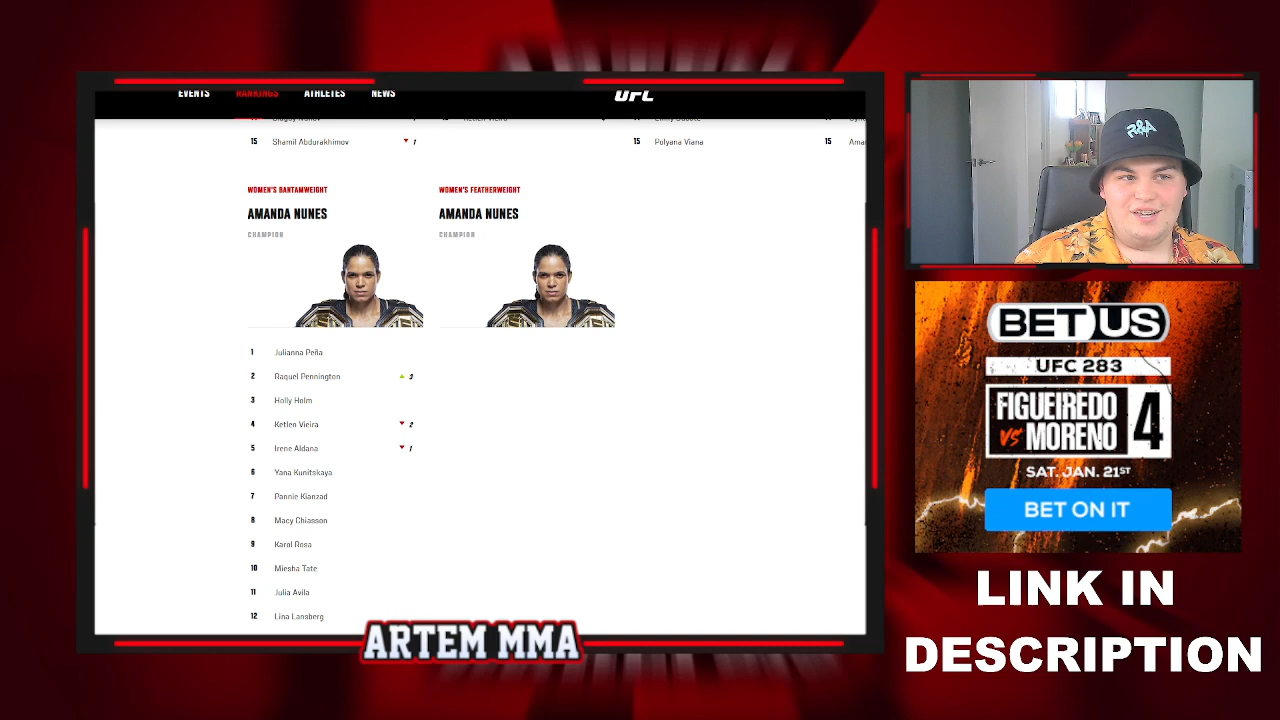 EVENTS
RANKINGS
ATHLETES
NEWS
UFC
15 Shamil Abdurakhimov 1
15 Polyana Viana
15 Ama
WOMEN'S BANTAMWEIGHT
AMANDA NUNES
CHAMPION
WOMEN'S FEATHERWEIGHT
AMANDA NUNES
CHAMPION
1 Julianna Peña
2 Raquel Pennington 3
3 Holly Holm
4 Ketlen Vieira 2
5 Irene Aldana 1
6 Yana Kunitskaya
7 Pannie Kianzad
8 Macy Chiasson
9 Karol Rosa
10 Miesha Tate
11 Julia Avila
12 Lina Lansberg
ARTEM MMA
R&A
BETUS
UFC 283
FIGUEIREDO
VS MORENO 4
SAT. JAN. 21ST
BET ON IT
LINK IN
DESCRIPTION